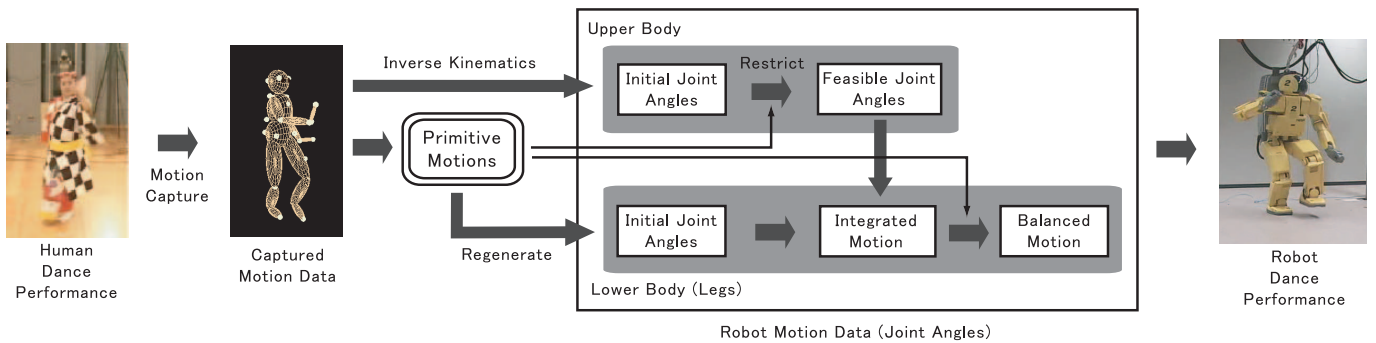 Human
Dance
Performance
Motion
Capture
Captured
Motion Data
Inverse Kinematics
Primitive
Motions
Regenerate
Upper Body
Initial Joint
Angles
Restrict
Feasible Joint
Angles
Initial Joint
Angles
Integrated
Motion
Balanced
Motion
Lower Body (Legs)
Robot Motion Data (Joint Angles)
2
2
Robot
Dance
Performance